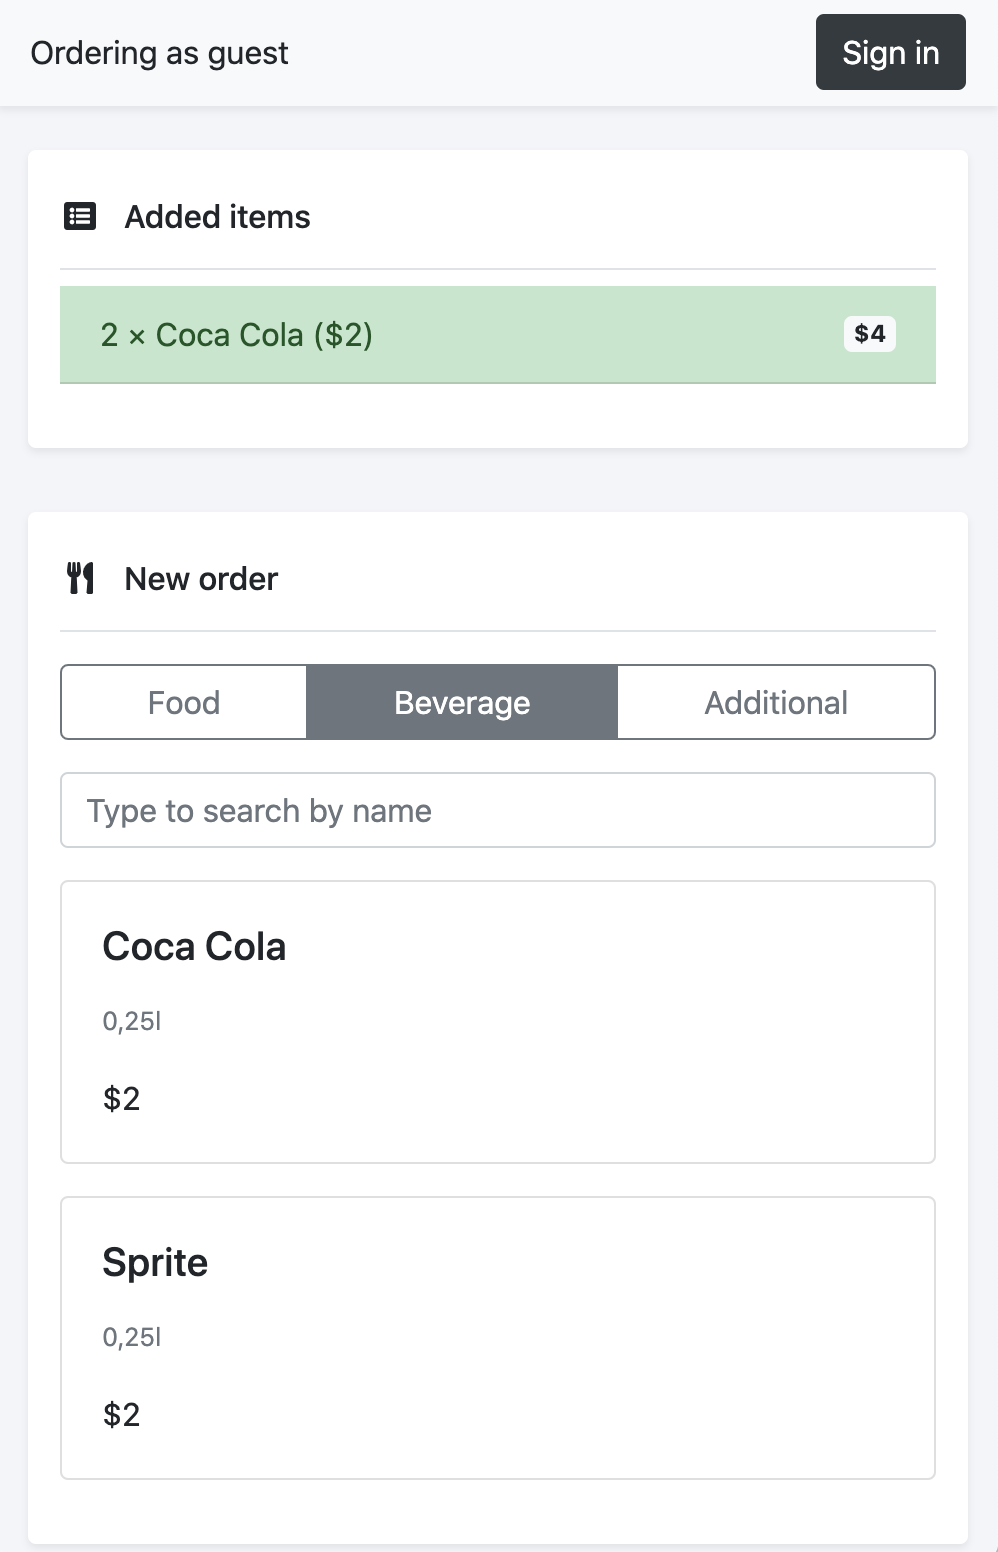 Ordering as guest
Sign in
Added items
2 × Coca Cola ($2)
$4
New order
Food
Beverage
Additional
Type to search by name
Coca Cola
0,25l
$2
Sprite
0,25l
$2